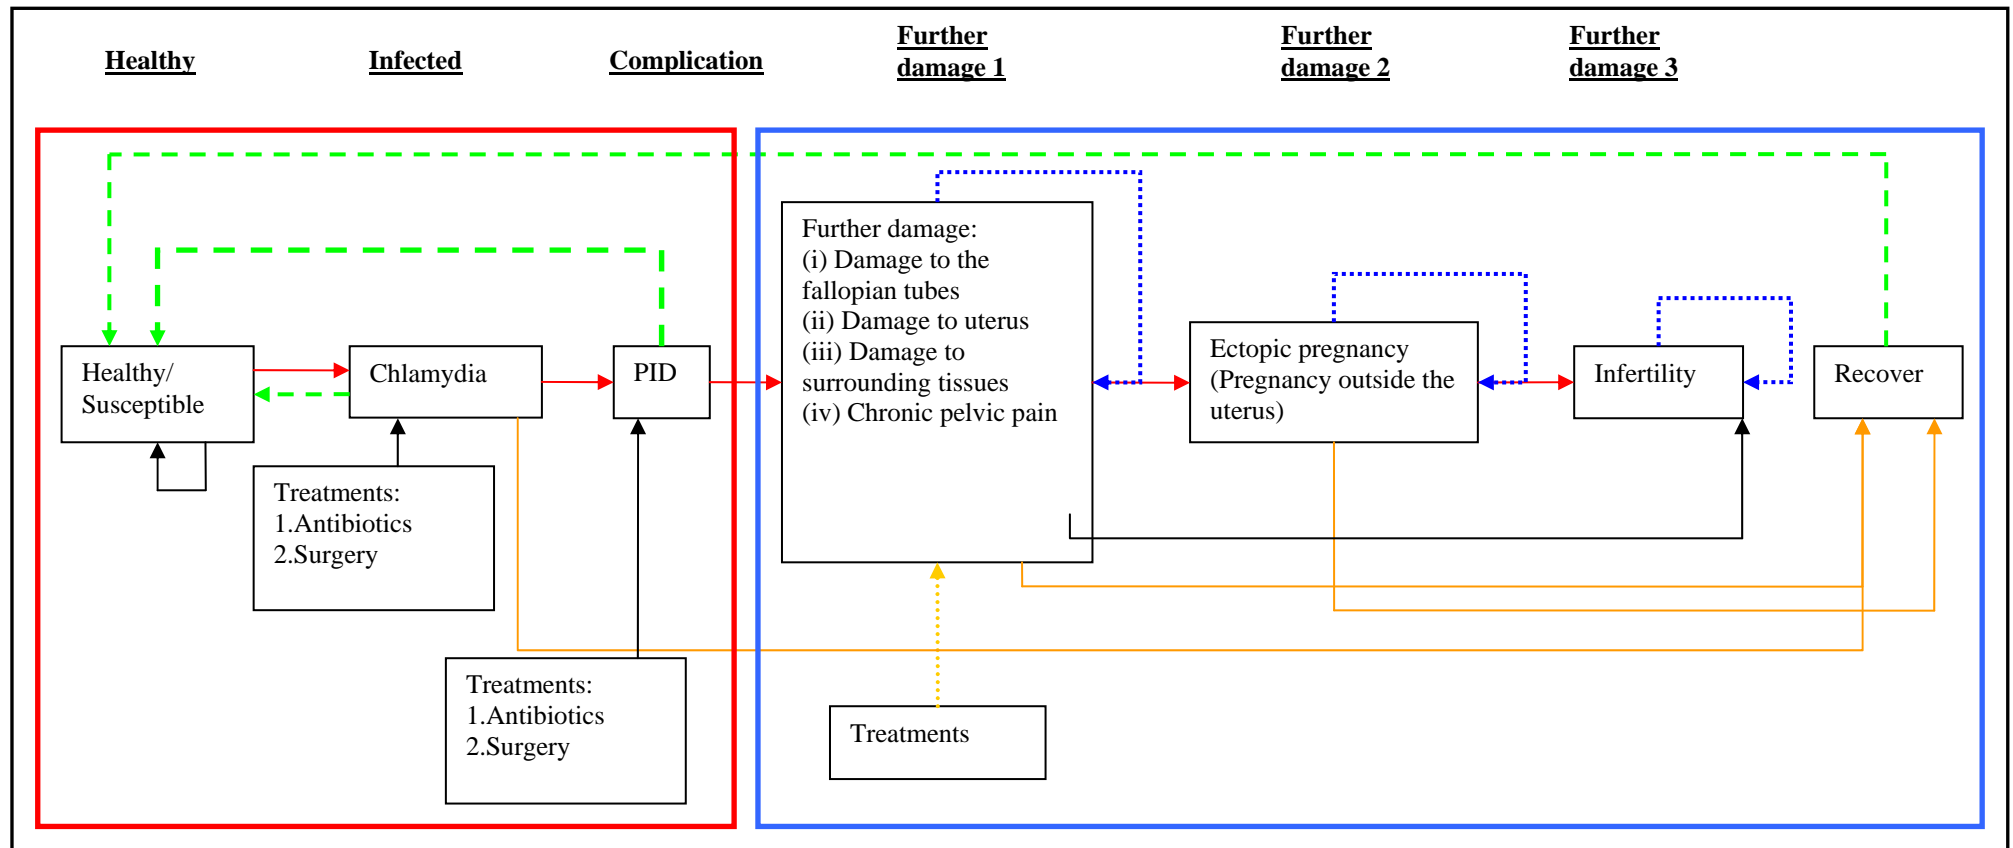 Healthy
Infected
Complication
Further
damage 1
Further
damage 2
Further
damage 3
Healthy/
Susceptible
Chlamydia
PID
Further damage:
(i) Damage to the
fallopian tubes
(ii) Damage to uterus
(iii) Damage to
surrounding tissues
(iv) Chronic pelvic pain
Ectopic pregnancy
(Pregnancy outside the
uterus)
Infertility
Recover
Treatments:
1.Antibiotics
2.Surgery
Treatments:
1.Antibiotics
2.Surgery
Treatments